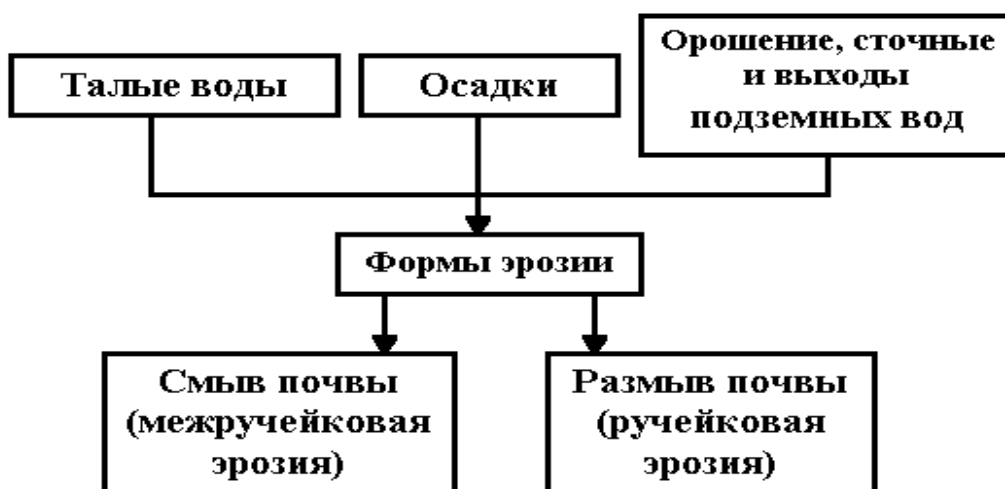 Талые воды
Осадки
Орошение, сточные
и выходы
подземных вод
Формы эрозии
Смыв почвы
(межручейковая
эрозия)
Размыв почвы
(ручейковая
эрозия)